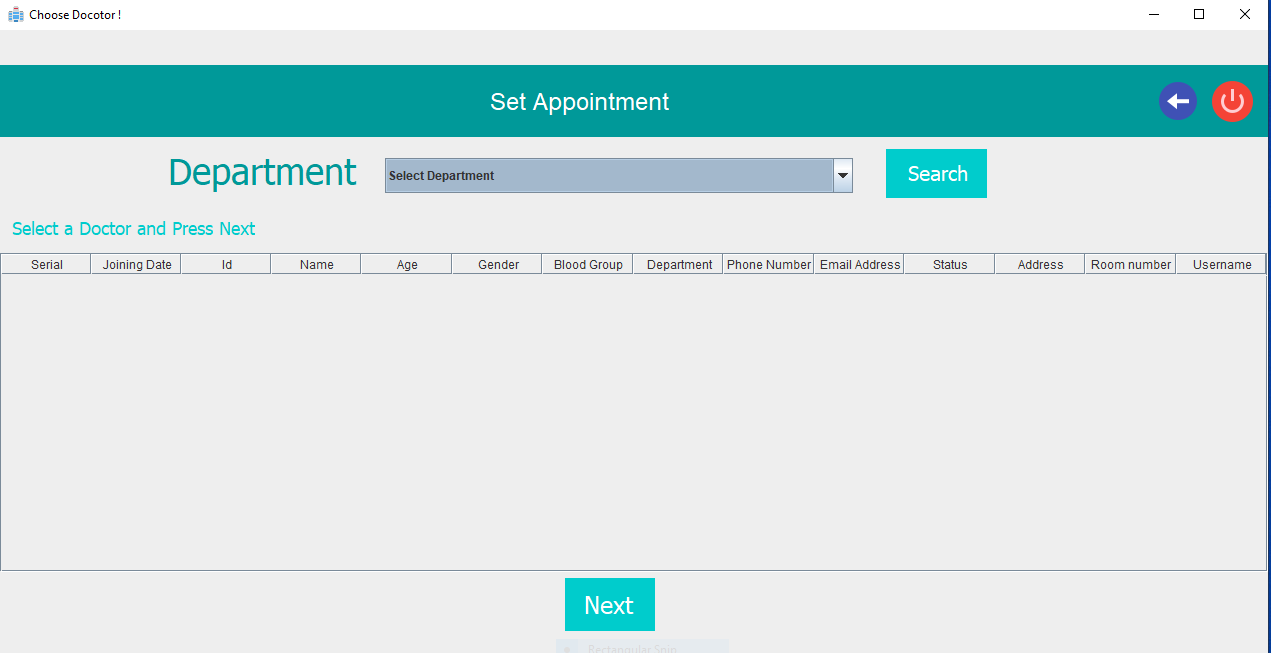 Choose Docotor !
Set Appointment
Department
Select Department
Search
Select a Doctor and Press Next
Serial Joining Date Id Name Age Gender Blood Group Department Phone Number Email Address Status Address Room number Username
Next
Rectangular Snip